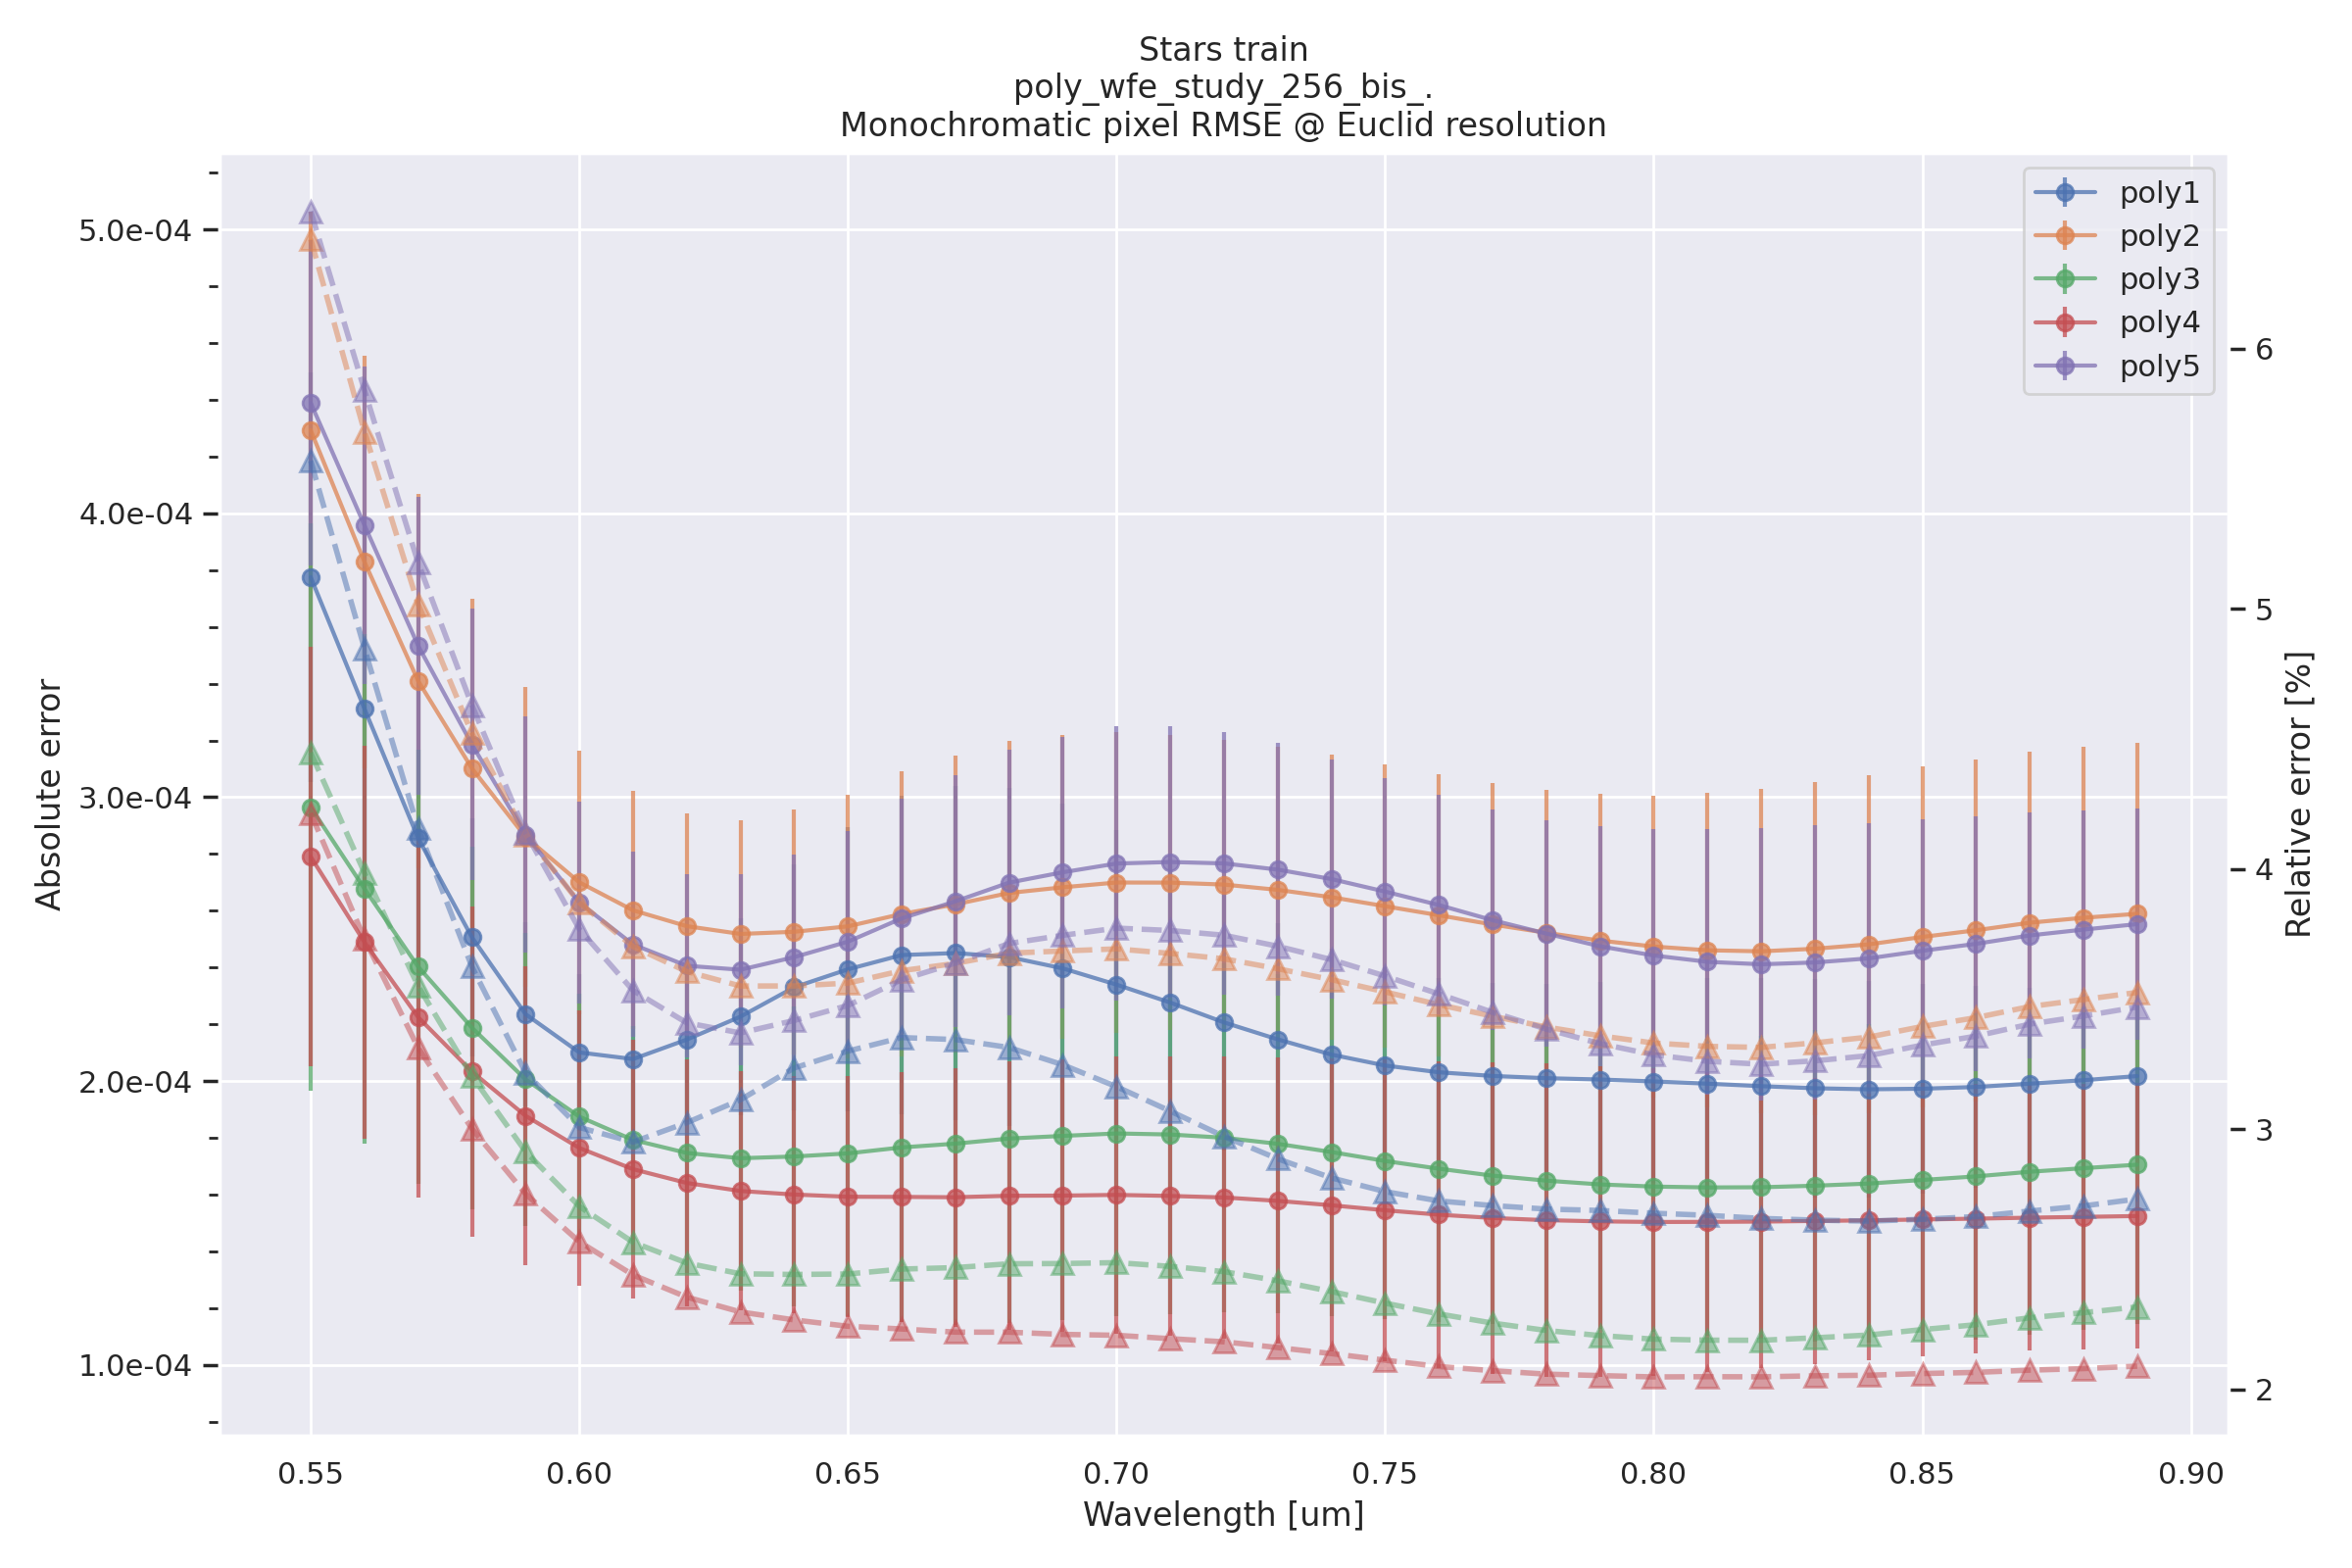 Stars train
poly_wfe_study_256_bis_.
Monochromatic pixel RMSE @ Euclid resolution
poly1
poly2
poly3
poly4
poly5
Absolute error
5.0e-04
4.0e-04
3.0e-04
2.0e-04
1.0e-04
Relative error [%]
6
5
4
3
2
0.55 0.60 0.65 0.70 0.75 0.80 0.85 0.90
Wavelength [um]